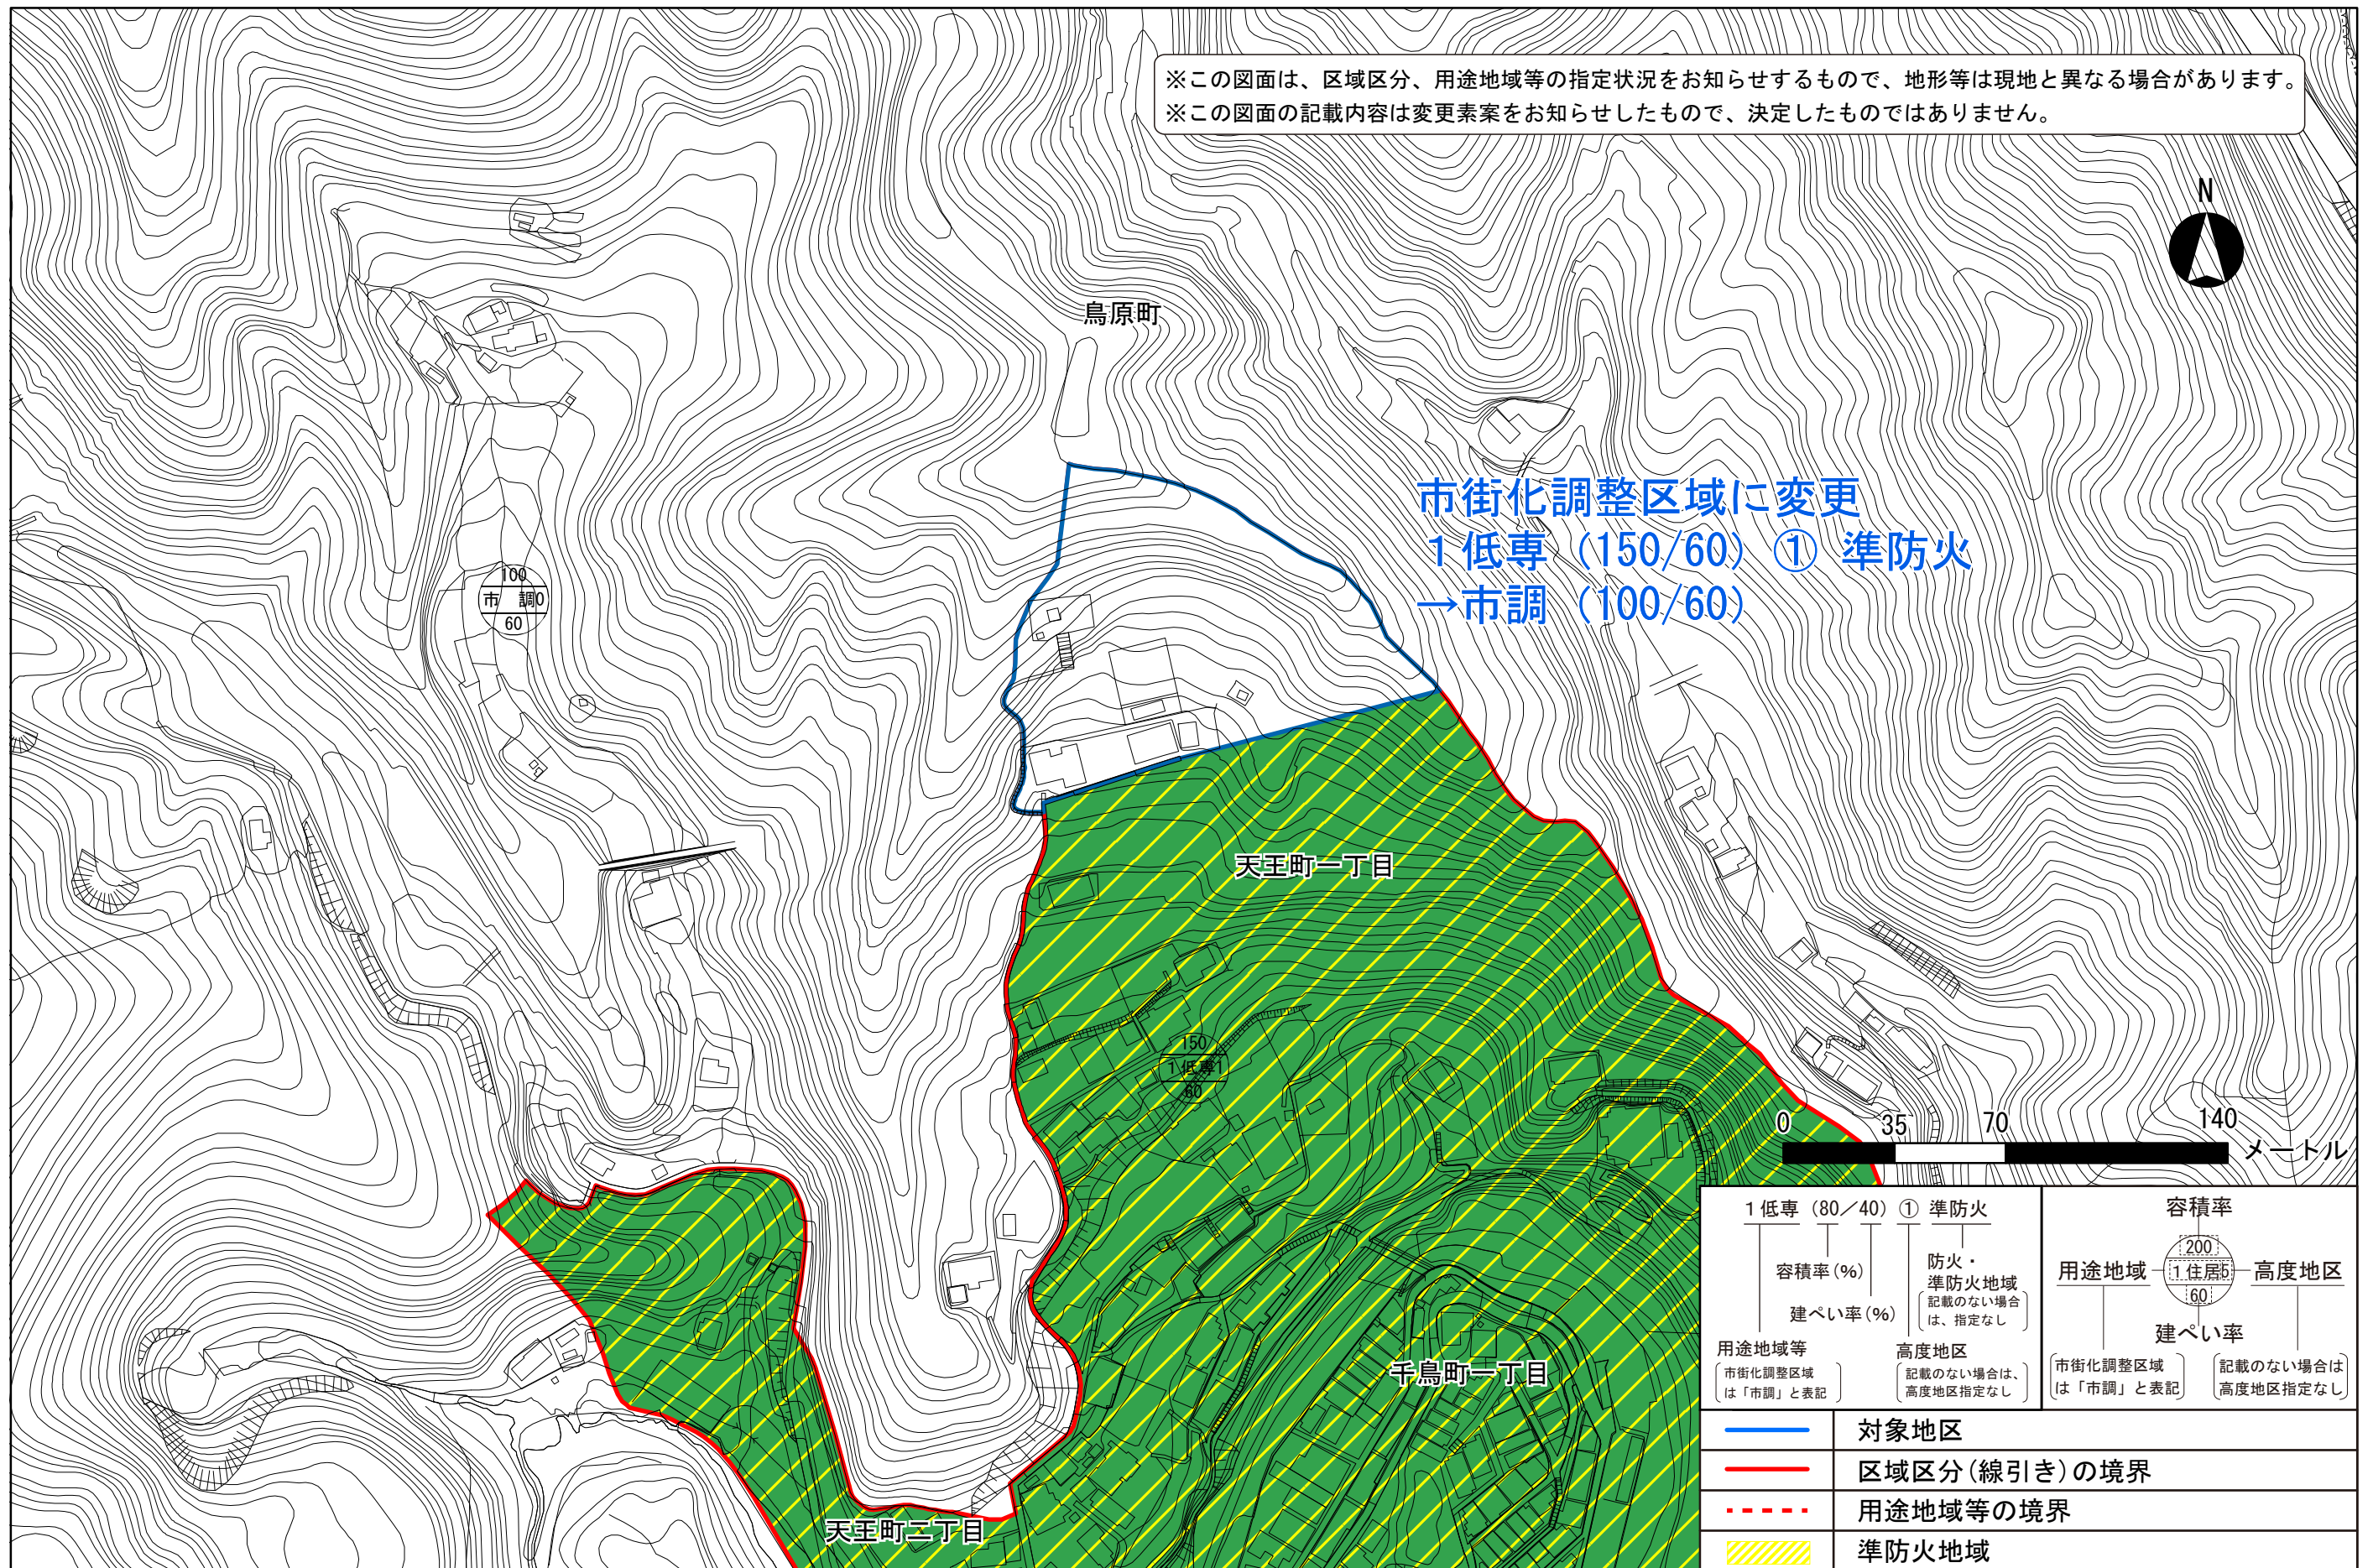 ※この図面は、区域区分、用途地域等の指定状況をお知らせするもので、地形等は現地と異なる場合があります。
※この図面の記載内容は変更素案をお知らせしたもので、決定したものではありません。
N
烏原町
市街化調整区域に変更
1低専（150/60）① 準防火
→市調（100/60）
100
市 調0
60
天王町一丁目
150
1低専1
60
0 35 70 140
メートル
千鳥町一丁目
天王町二丁目
1低専（80／40）① 準防火
容積率(%)
建ぺい率(%)
防火・
準防火地域
記載のない場合
は、指定なし
用途地域等
市街化調整区域
は「市調」と表記
高度地区
記載のない場合は、
高度地区指定なし
容積率
200
用途地域 1住居5 高度地区
60
建ぺい率
市街化調整区域
は「市調」と表記
記載のない場合は
高度地区指定なし
対象地区
区域区分(線引き)の境界
用途地域等の境界
準防火地域